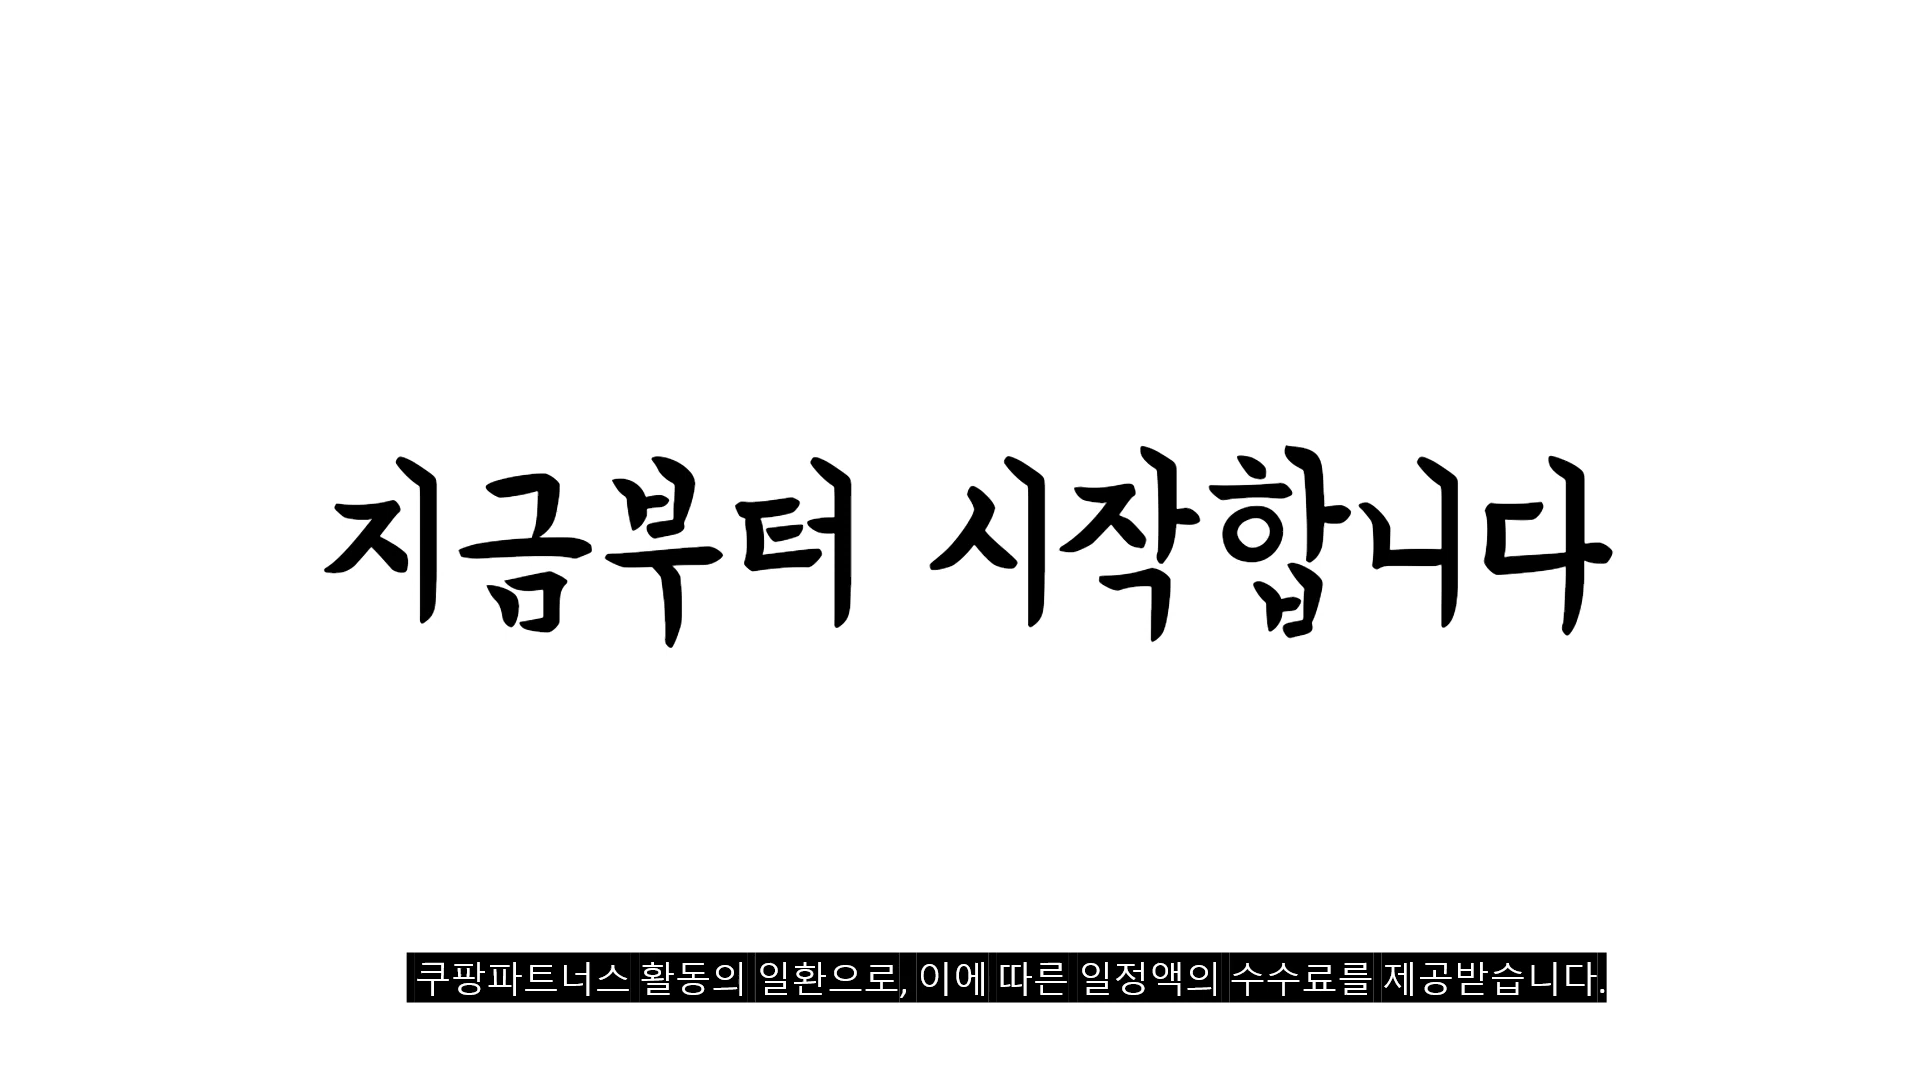 지금부터 시작합니다
쿠팡파트너스 활동의 일환으로, 이에 따른 일정액의 수수료를 제공받습니다.